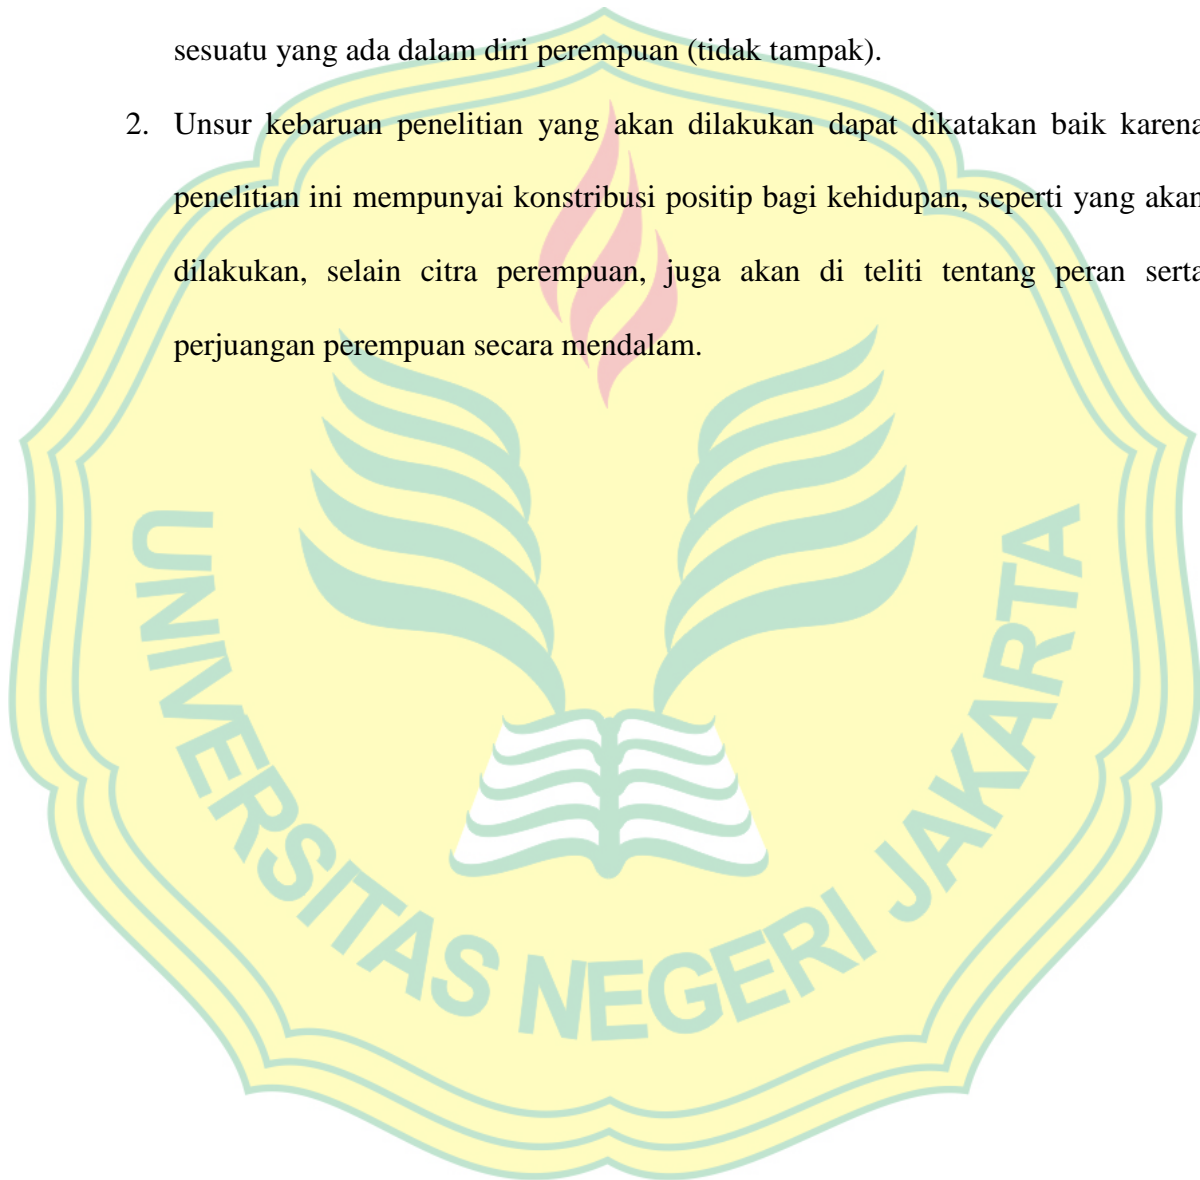 sesuatu yang ada dalam diri perempuan (tidak tampak).
2. Unsur kebaruan penelitian yang akan dilakukan dapat dikatakan baik karena
penelitian ini mempunyai konstribusi positip bagi kehidupan, seperti yang akan
dilakukan, selain citra perempuan, juga akan di teliti tentang peran serta
perjuangan perempuan secara mendalam.
UNIVERSITAS NEGERI JAKARTA